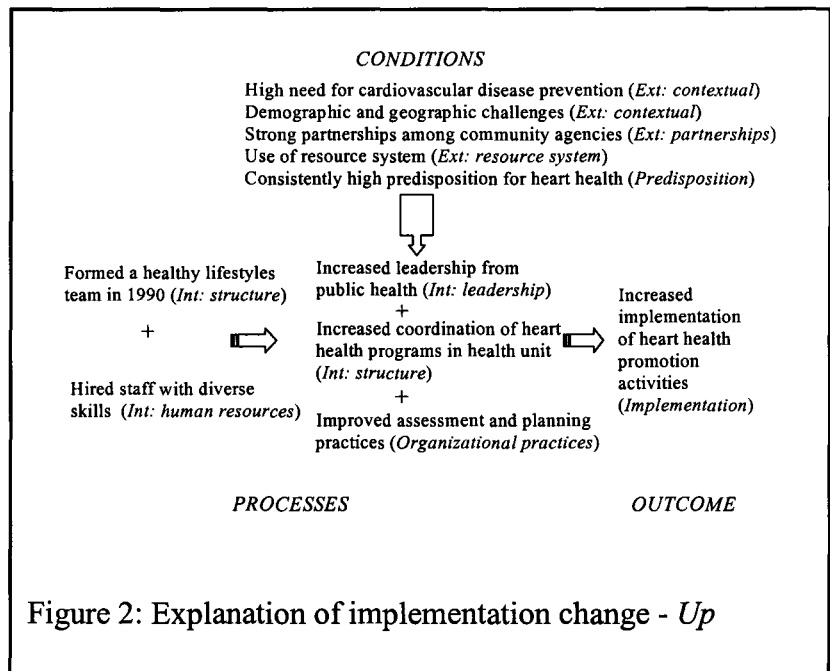 CONDITIONS
High need for cardiovascular disease prevention (Ext: contextual)
Demographic and geographic challenges (Ext: contextual)
Strong partnerships among community agencies (Ext: partnerships)
Use of resource system (Ext: resource system)
Consistently high predisposition for heart health (Predisposition)
Formed a healthy lifestyles
team in 1990 (Int: structure)
+
Hired staff with diverse
skills (Int: human resources)
Increased leadership from
public health (Int: leadership)
+
Increased coordination of heart
health programs in health unit
(Int: structure)
+
Improved assessment and planning
practices (Organizational practices)
Increased
implementation
of heart health
promotion
activities
(Implementation)
PROCESSES
OUTCOME
Figure 2: Explanation of implementation change - Up